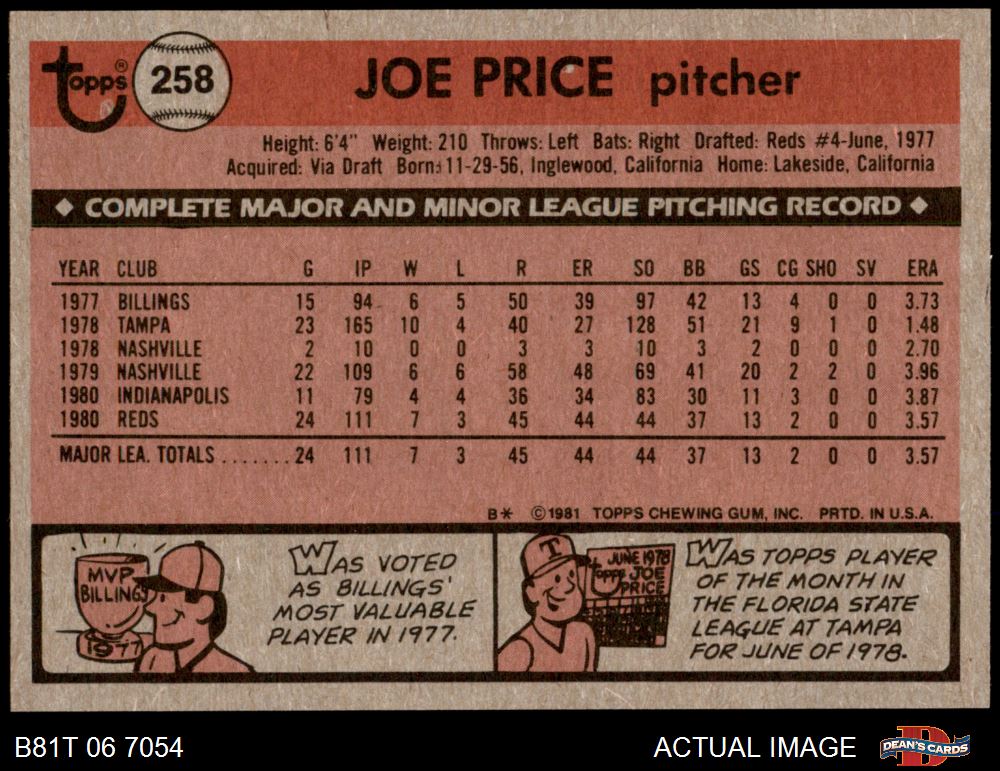 Topps® 258 JOE PRICE pitcher
Height: 6'4" Weight: 210 Throws: Left Bats: Right Drafted: Reds #4-June, 1977
Acquired: Via Draft Born: 11-29-56, Inglewood, California Home: Lakeside, California
◆ COMPLETE MAJOR AND MINOR LEAGUE PITCHING RECORD ◆
YEAR CLUB G IP W L R ER SO BB GS CG SHO SV ERA
1977 BILLINGS 15 94 6 5 50 39 97 42 13 4 0 0 3.73
1978 TAMPA 23 165 10 4 40 27 128 51 21 9 1 0 1.48
1978 NASHVILLE 2 10 0 0 3 3 10 3 2 0 0 0 2.70
1979 NASHVILLE 22 109 6 6 58 48 69 41 20 2 2 0 3.96
1980 INDIANAPOLIS 11 79 4 4 36 34 83 30 11 3 0 0 3.87
1980 REDS 24 111 7 3 45 44 44 37 13 2 0 0 3.57
MAJOR LEA. TOTALS ....... 24 111 7 3 45 44 44 37 13 2 0 0 3.57
B* ©1981 TOPPS CHEWING GUM, INC. PRTD. IN U.S.A.
MVP
BILLINGS
1977
WAS VOTED
AS BILLINGS'
MOST VALUABLE
PLAYER IN 1977.
T
JUNE 1978
Topps JOE
PRICE
WAS TOPPS PLAYER
OF THE MONTH IN
THE FLORIDA STATE
LEAGUE AT TAMPA
FOR JUNE OF 1978.
B81T 06 7054
ACTUAL IMAGE
D
DEAN'S CARDS